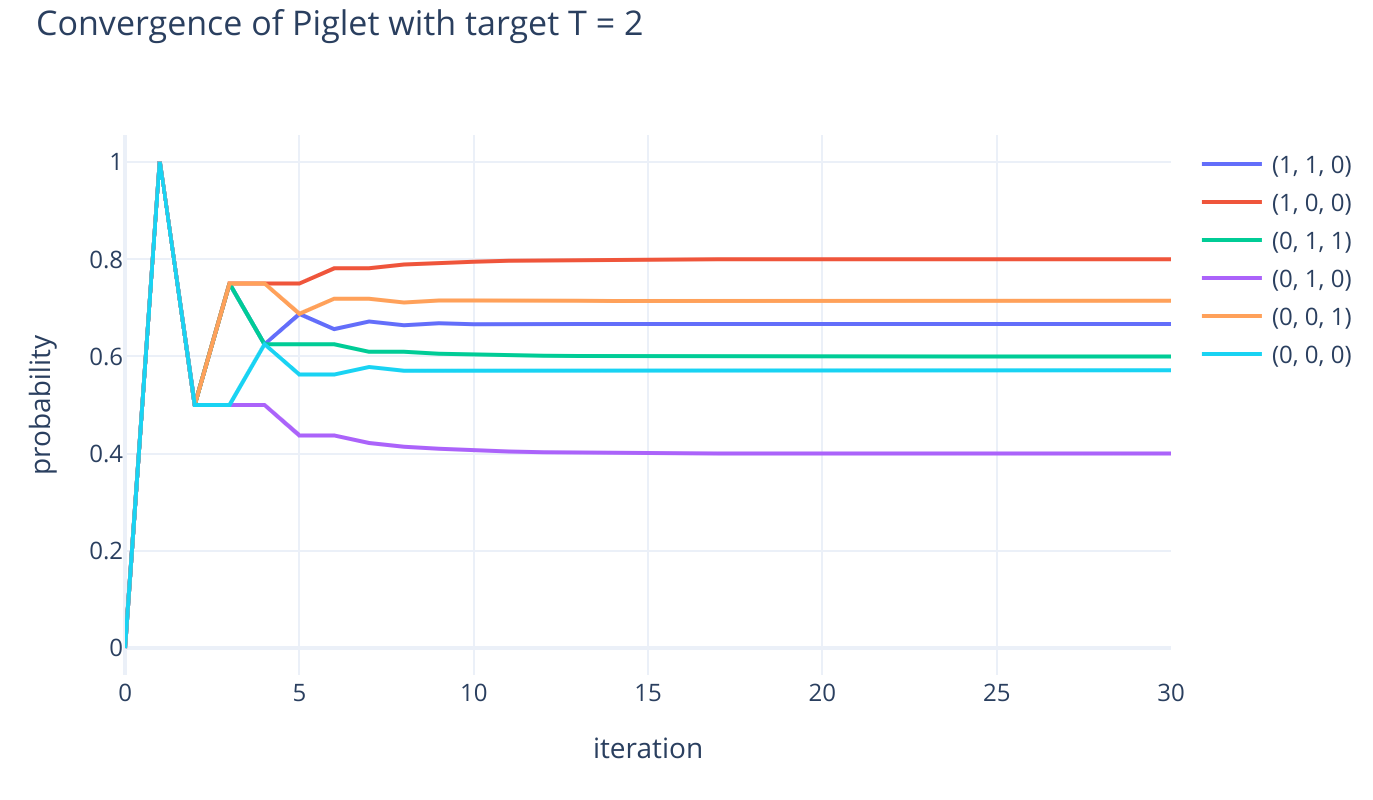 Convergence of Piglet with target T = 2
1
0.8
0.6
0.4
0.2
0
probability
0 5 10 15 20 25 30
iteration
(1, 1, 0)
(1, 0, 0)
(0, 1, 1)
(0, 1, 0)
(0, 0, 1)
(0, 0, 0)